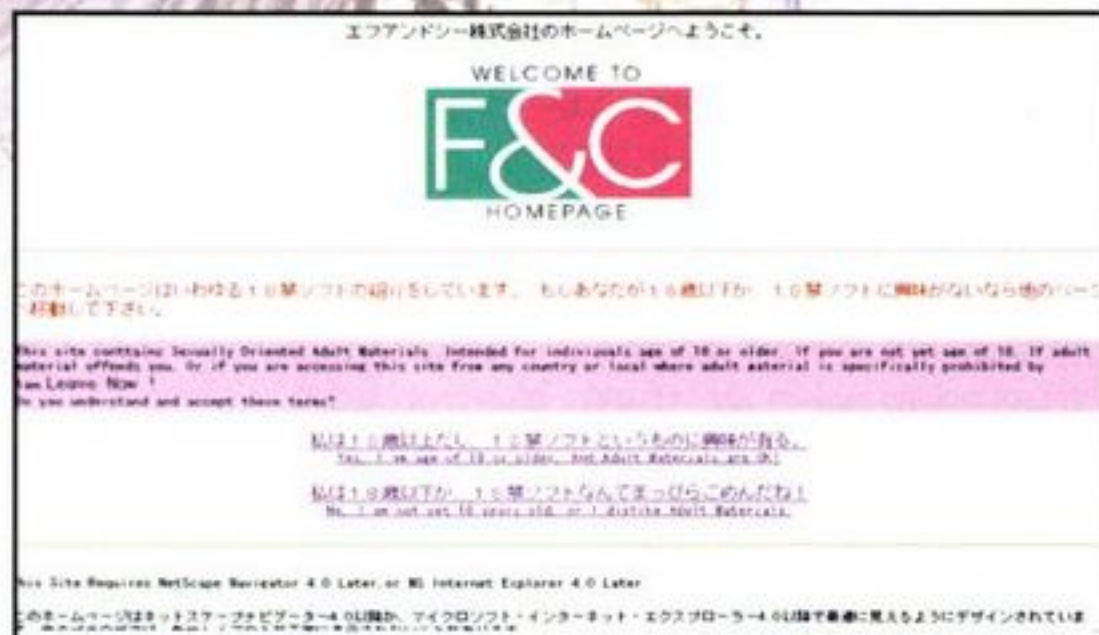 エフアンドシー株式会社のホームページへようこそ。
WELCOME TO
F&C
HOMEPAGE
このホームページはいわゆる18禁ソフトの紹介をしています。 もしあなたが18歳以下か 18禁ソフトに興味がないなら他のページ
へ移動して下さい。
This site conttains Sexually Oriented Adult Materials. Intended for individuals age of 18 or older. If you are not yet age of 18. If adult
material offends you. Or if you are accessing this site from any country or local where adult material is specifically prohibited by
law Leave Now !
Do you understand and accept these terms?
私は18歳以上だし 18禁ソフトというものに興味が有る。
Yes, I am age of 18 or older. And Adult Materials are Ok!
私は18歳以下か 18禁ソフトなんてまっぴらごめんだね！
No, I am not yet 18 years old, or I dislike Adult Materials.
This Site Requires NetScape Navigator 4.0 Later or MS Internet Explorer 4.0 Later
このホームページはネットスケープナビゲーター4.0以降か、マイクロソフト・インターネット・エクスプローラー4.0以降で最適に見えるようにデザインされていま